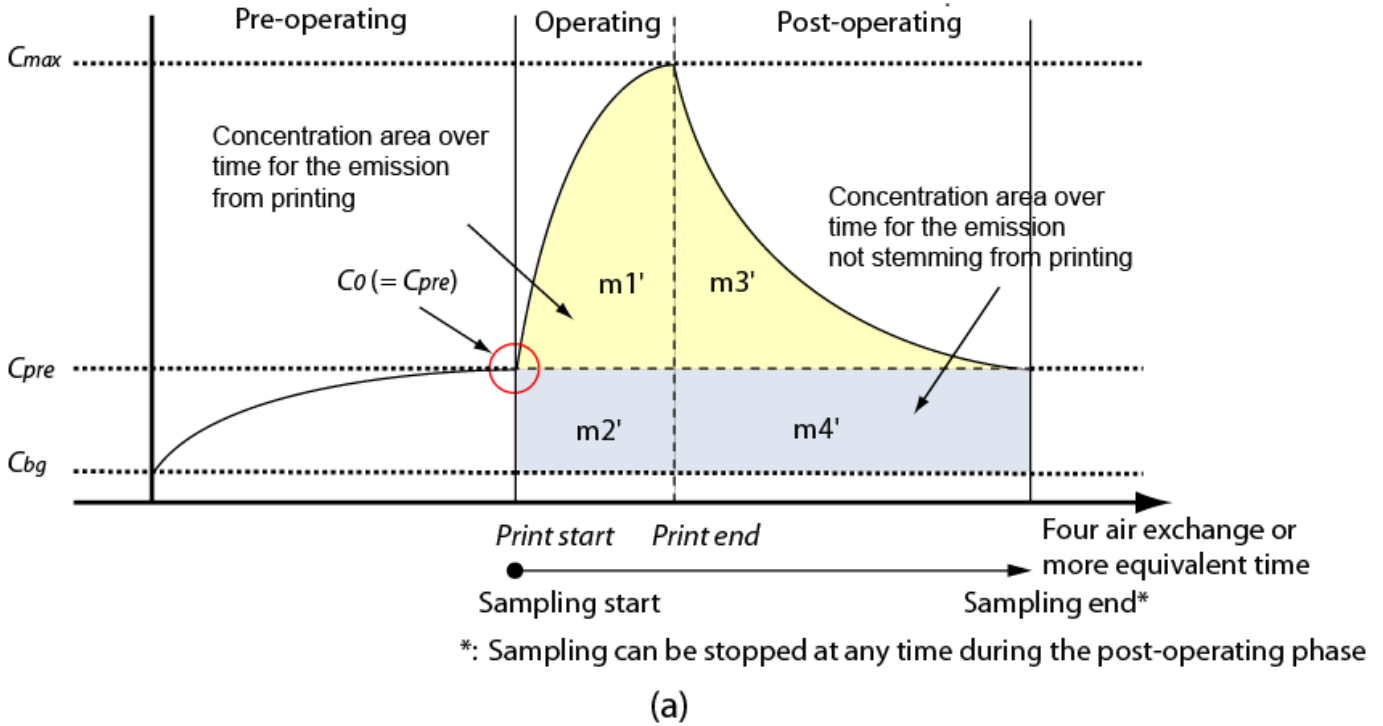 Pre-operating
Operating
Post-operating
Cmax
Concentration area over
time for the emission
from printing
Concentration area over
time for the emission
not stemming from printing
C0 (= Cpre)
m1'
m3'
Cpre
m2'
m4'
Cbg
Print start
Print end
Four air exchange or
more equivalent time
Sampling start
Sampling end*
*: Sampling can be stopped at any time during the post-operating phase
(a)